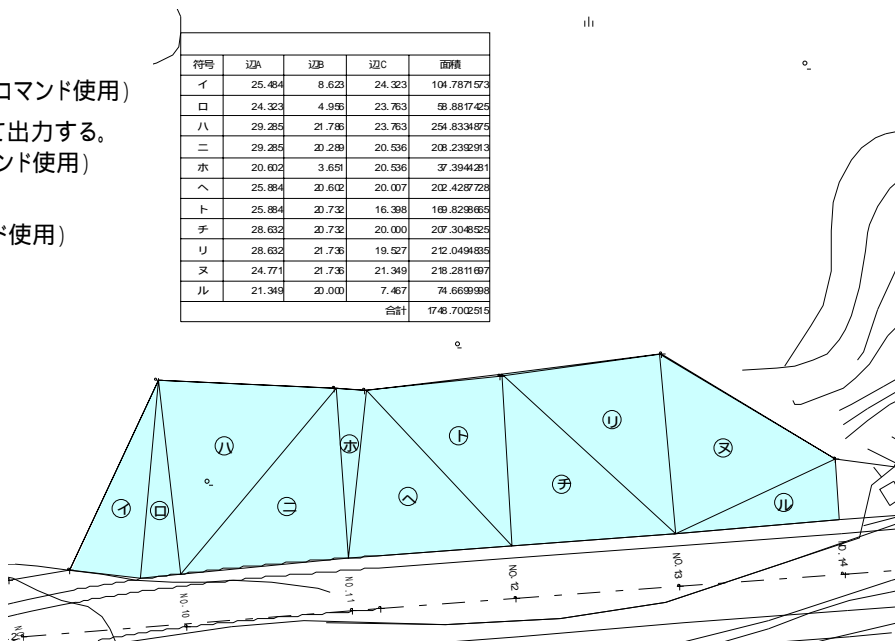 コマンド使用)
て出力する。
ンド使用)
ド使用)
符号 辺A 辺B 辺C 面積
イ 25.484 8.623 24.323 104.7871573
ロ 24.323 4.956 23.763 58.8817425
ハ 29.285 21.786 23.763 254.8334875
ニ 29.285 20.289 20.536 208.2392913
ホ 20.602 3.651 20.536 37.3944281
ヘ 25.884 20.602 20.007 202.4287728
ト 25.884 20.732 16.398 169.8298665
チ 28.632 20.732 20.000 207.3048525
リ 28.632 21.736 19.527 212.0494835
ヌ 24.771 21.736 21.349 218.2811697
ル 21.349 20.000 7.467 74.6699998
合計 1748.7002515
イ
ロ
ハ
ニ
ホ
ヘ
ト
チ
リ
ヌ
ル
NO.10
NO.11
NO.12
NO.13
NO.14